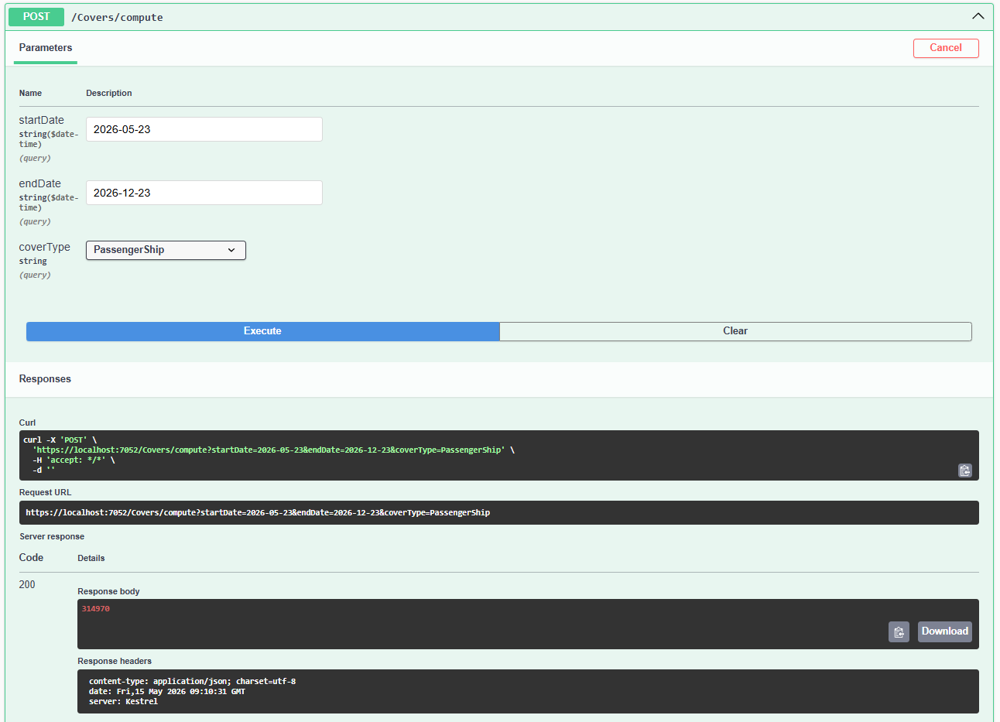 POST /Covers/compute
Parameters
Cancel
Name Description
startDate
string($date-
time)
(query)
2026-05-23
endDate
string($date-
time)
(query)
2026-12-23
coverType
string
(query)
PassengerShip
Execute Clear
Responses
Curl
curl -X 'POST' \
'https://localhost:7052/Covers/compute?startDate=2026-05-23&endDate=2026-12-23&coverType=PassengerShip' \
-H 'accept: */*' \
-d ''
Request URL
https://localhost:7052/Covers/compute?startDate=2026-05-23&endDate=2026-12-23&coverType=PassengerShip
Server response
Code Details
200
Response body
314970
Download
Response headers
content-type: application/json; charset=utf-8
date: Fri,15 May 2026 09:10:31 GMT
server: Kestrel